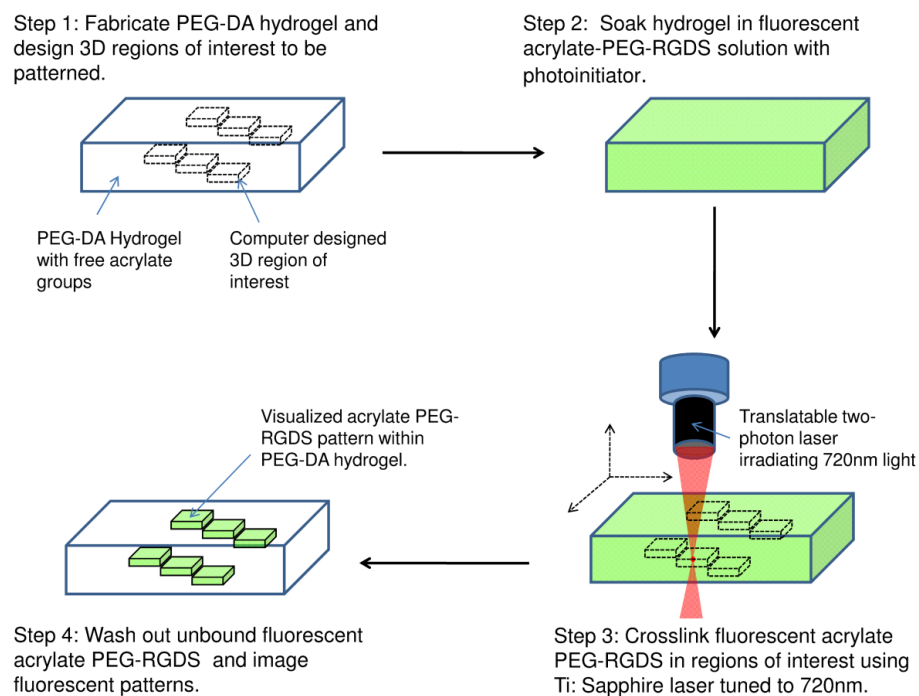 Step 1: Fabricate PEG-DA hydrogel and
design 3D regions of interest to be
patterned.
Step 2:  Soak hydrogel in fluorescent
acrylate-PEG-RGDS solution with
photoinitiator.
PEG-DA Hydrogel
with free acrylate
groups
Computer designed
3D region of
interest
Visualized acrylate PEG-
RGDS pattern within
PEG-DA hydrogel.
Translatable two-
photon laser
irradiating 720nm light
Step 4: Wash out unbound fluorescent
acrylate PEG-RGDS  and image
fluorescent patterns.
Step 3: Crosslink fluorescent acrylate
PEG-RGDS in regions of interest using
Ti: Sapphire laser tuned to 720nm.